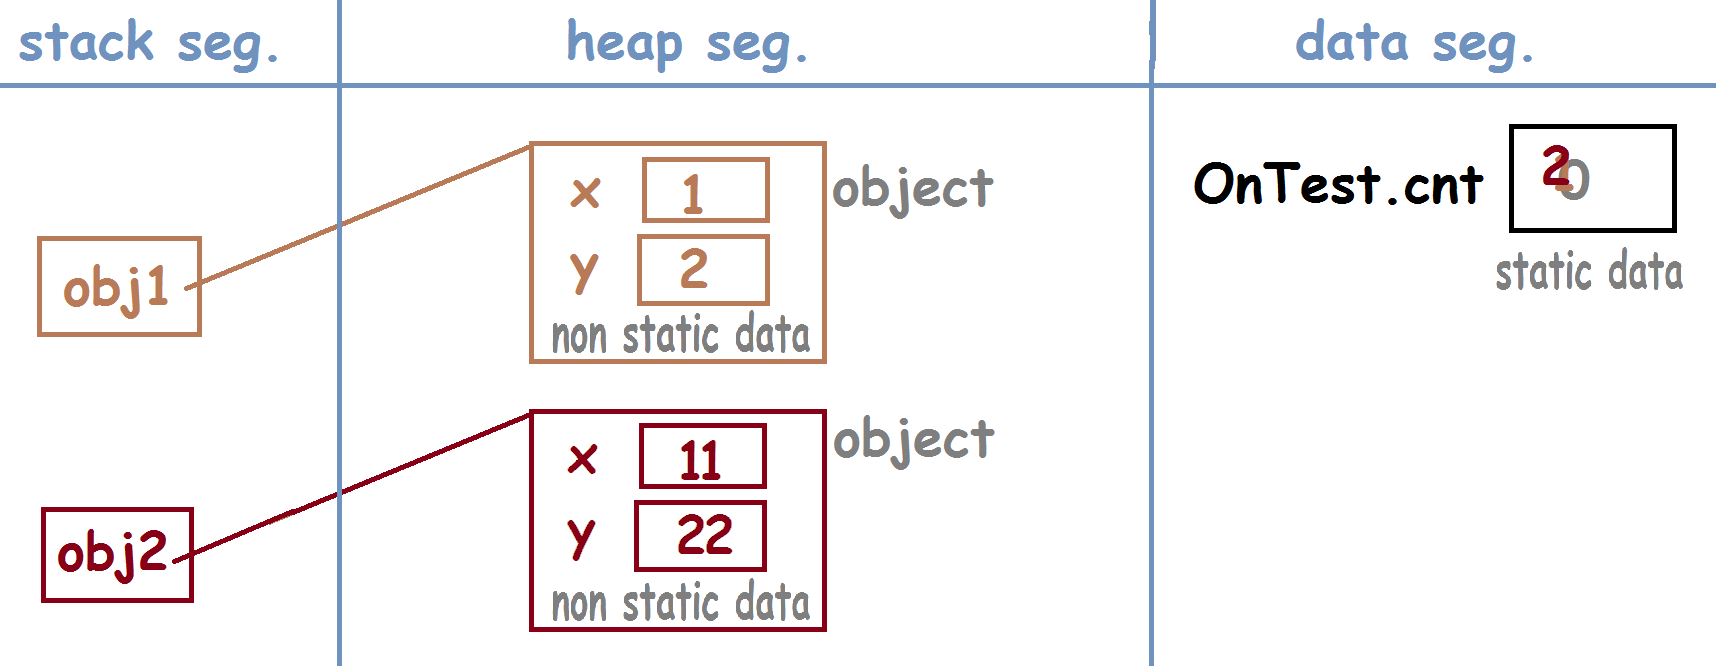 stack seg.
heap seg.
data seg.
obj1
x 1
y 2
non static data
object
OnTest.cnt 2 0
static data
obj2
x 11
y 22
non static data
object